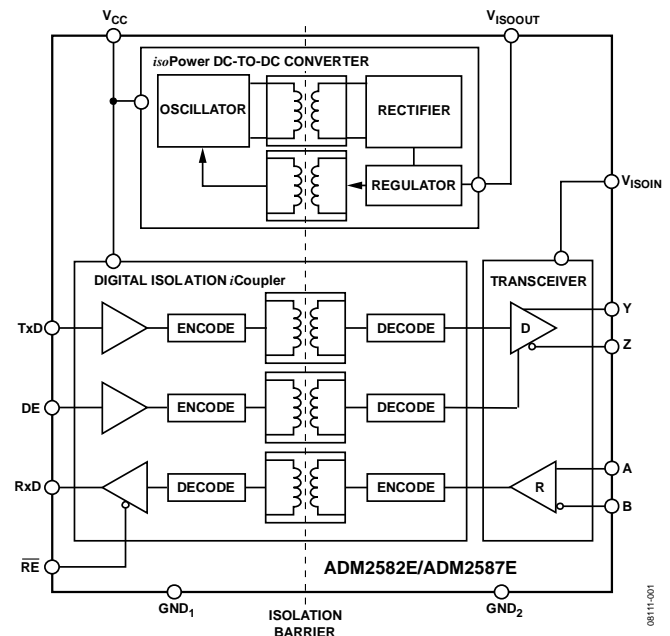 VCC
VISOOUT
isoPower DC-TO-DC CONVERTER
OSCILLATOR
RECTIFIER
REGULATOR
VISOIN
DIGITAL ISOLATION iCoupler
TRANSCEIVER
TxD
ENCODE
DECODE
D
Y
Z
DE
ENCODE
DECODE
RxD
DECODE
ENCODE
R
A
B
RE
ADM2582E/ADM2587E
GND1
ISOLATION
BARRIER
GND2
08111-001